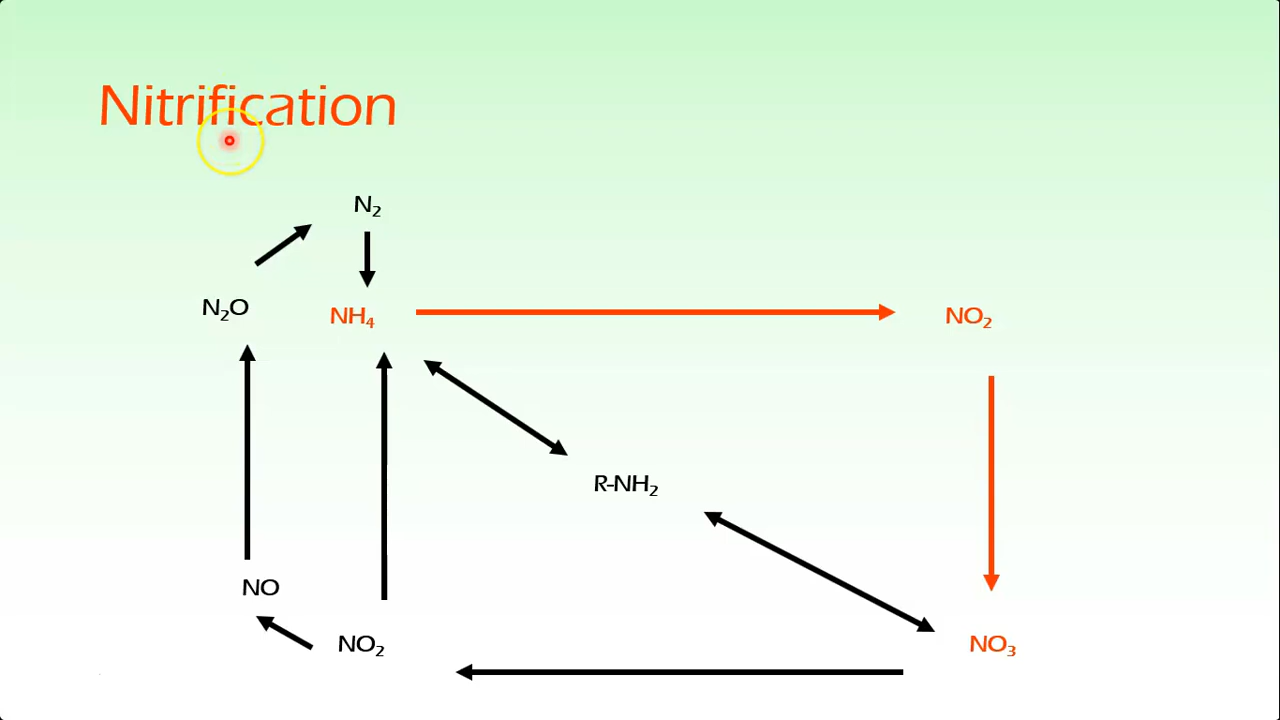 Nitrification
N₂
N₂O
NH₄
NO₂
R-NH₂
NO
NO₂
NO₃